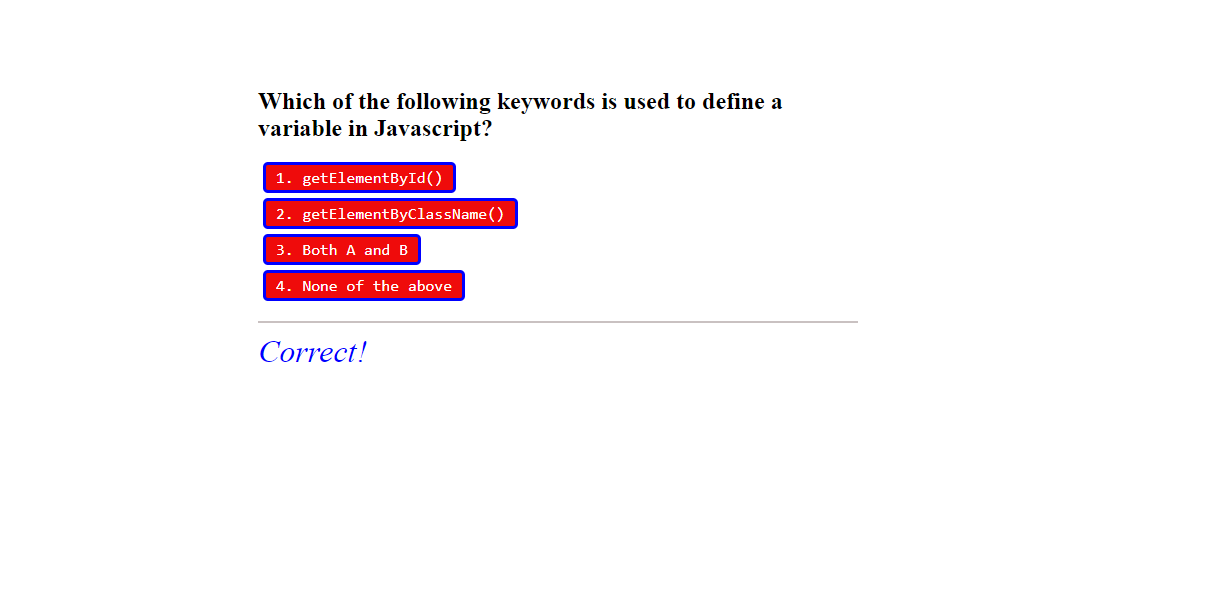 Which of the following keywords is used to define a
variable in Javascript?
1. getElementById()
2. getElementByClassName()
3. Both A and B
4. None of the above
Correct!